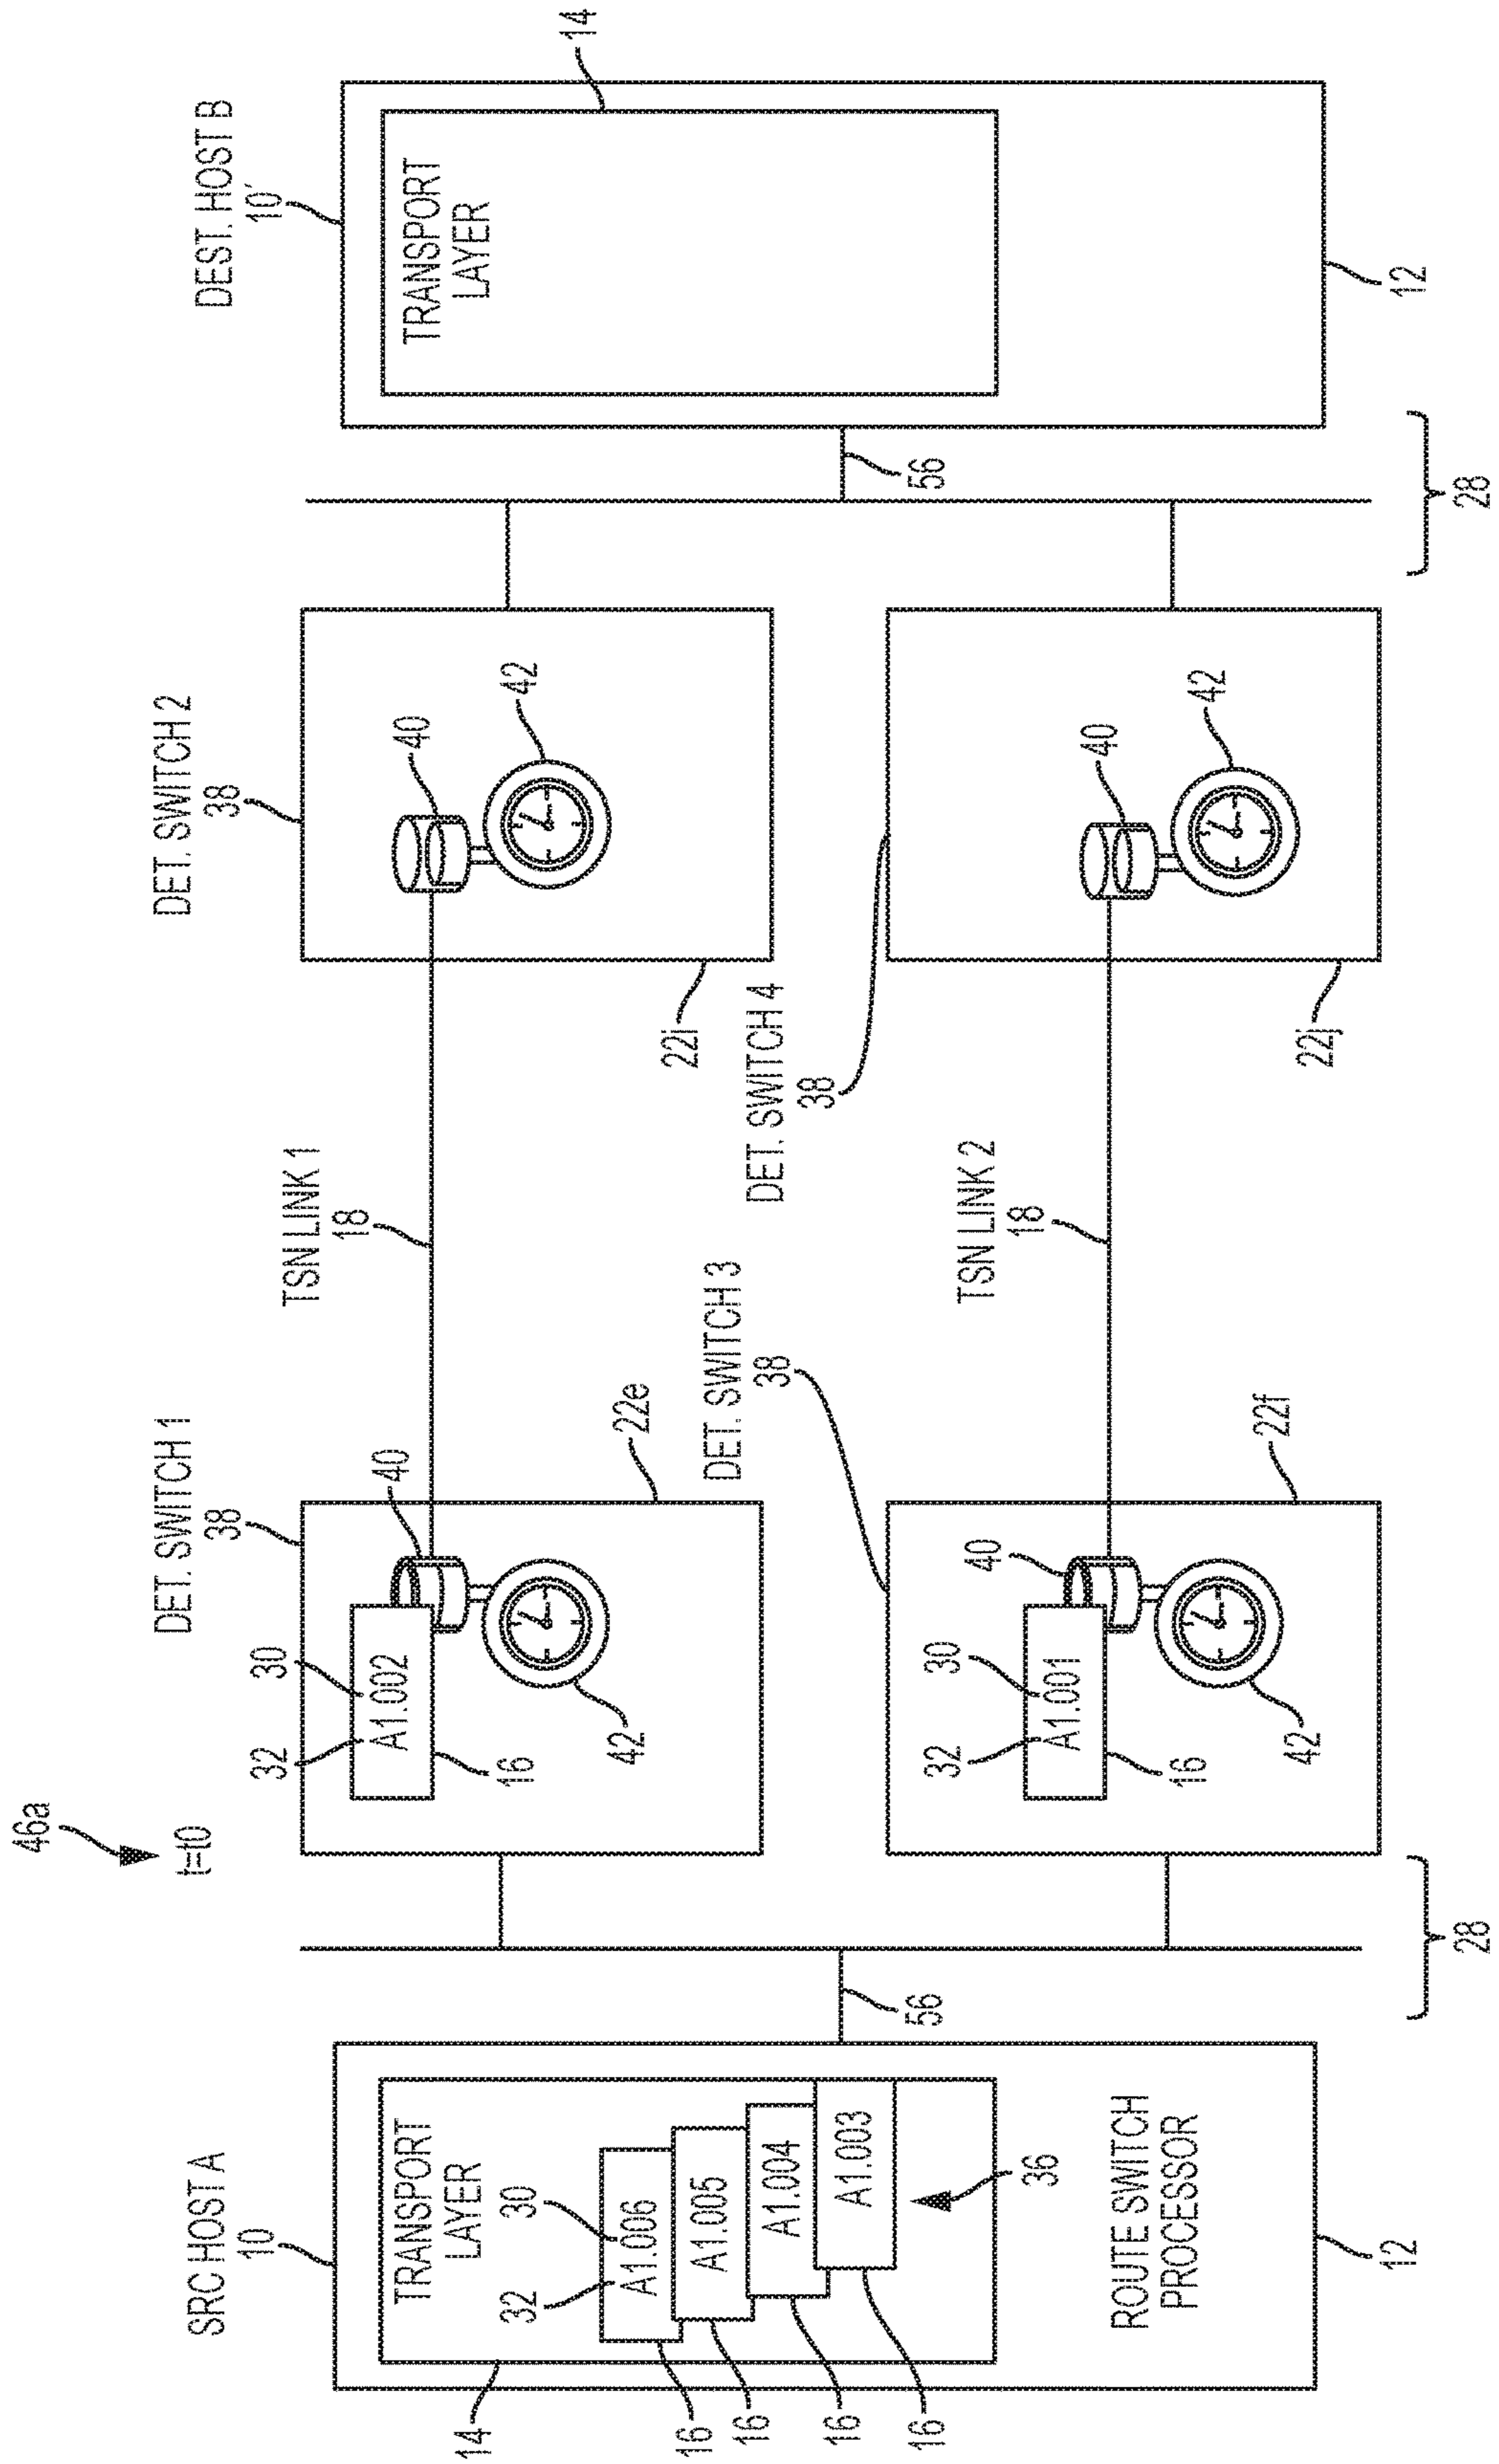 46a
t=t0
SRC HOST A
10
DET. SWITCH 1
38
TSN LINK 1
18
DET. SWITCH 2
38
DEST. HOST B
10'
14
TRANSPORT
LAYER
32
30
A1.006
A1.005
A1.004
A1.003
36
14
16
16
16
16
ROUTE SWITCH
PROCESSOR
12
56
28
32
30
A1.002
16
40
42
22e
DET. SWITCH 3
38
32
30
A1.001
16
40
42
22f
TSN LINK 2
18
40
42
22i
DET. SWITCH 4
38
40
42
22j
56
28
TRANSPORT
LAYER
12